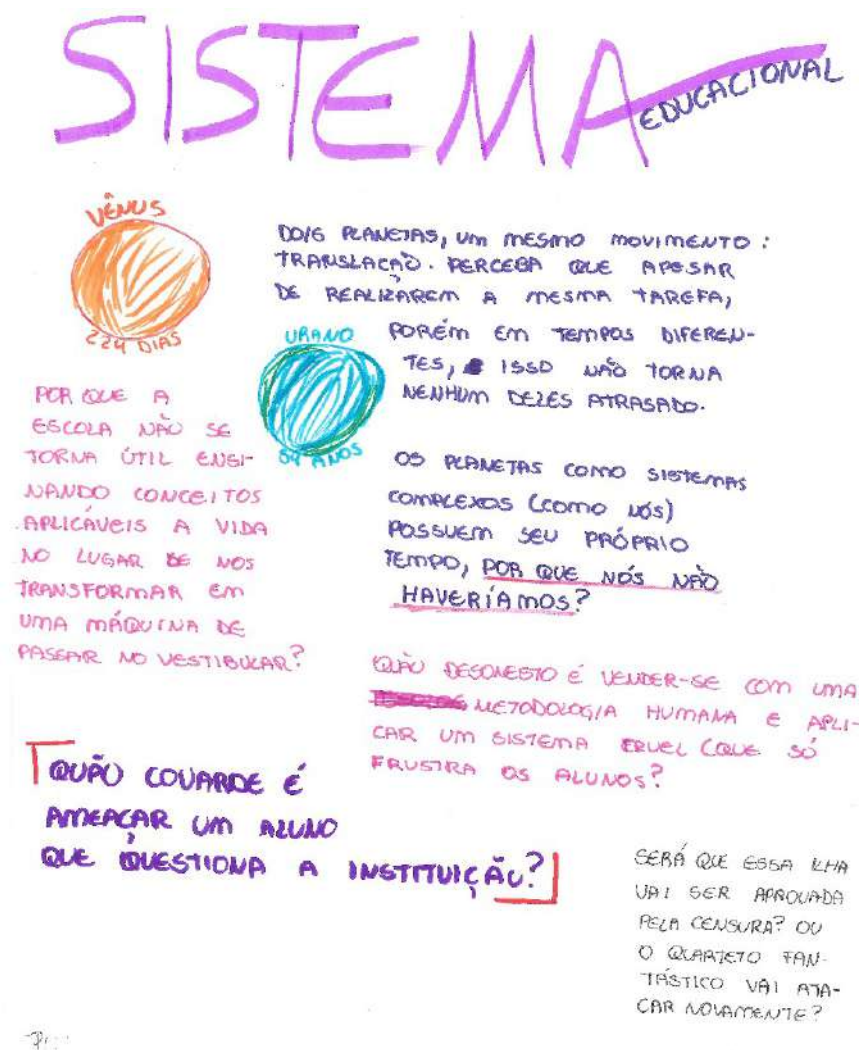 SISTEMA
EDUCACIONAL
VÊNUS
224 DIAS
DOIS PLANETAS, UM MESMO MOVIMENTO:
TRANSLAÇÃO. PERCEBA QUE APESAR
DE REALIZAREM A MESMA TAREFA,
PORÉM EM TEMPOS DIFEREN-
TES, ISSO NÃO TORNA
NENHUM DELES ATRASADO.
URANO
84 ANOS
OS PLANETAS COMO SISTEMAS
COMPLEXOS (COMO NÓS)
POSSUEM SEU PRÓPRIO
TEMPO, POR QUE NÓS NÃO
HAVERÍAMOS?
POR QUE A
ESCOLA NÃO SE
TORNA ÚTIL ENSI-
NANDO CONCEITOS
APLICÁVEIS A VIDA
NO LUGAR DE NOS
TRANSFORMAR EM
UMA MÁQUINA DE
PASSAR NO VESTIBULAR?
QUÃO DESONESTO É VENDER-SE COM UMA
METODOLOGIA HUMANA E APLI-
CAR UM SISTEMA CRUEL (QUE SÓ
FRUSTRA OS ALUNOS?
QUÃO COVARDE É
AMEAÇAR UM ALUNO
QUE QUESTIONA A INSTITUIÇÃO?
SERÁ QUE ESSA ILHA
VAI SER APROVADA
PELA CENSURA? OU
O QUARTETO FAN-
TÁSTICO VAI ATA-
CAR NOVAMENTE?